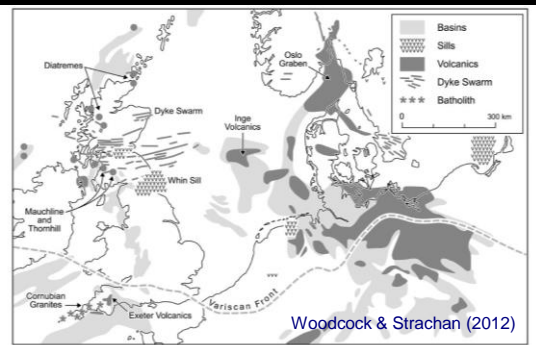 Diatremes
Dyke Swarm
Whin Sill
Mauchline
and
Thornhill
Cornubian
Granites
Exeter Volcanics
Inge
Volcanics
Oslo
Graben
Variscan Front
Basins
Sills
Volcanics
Dyke Swarm
Batholith
0 300 km
Woodcock & Strachan (2012)